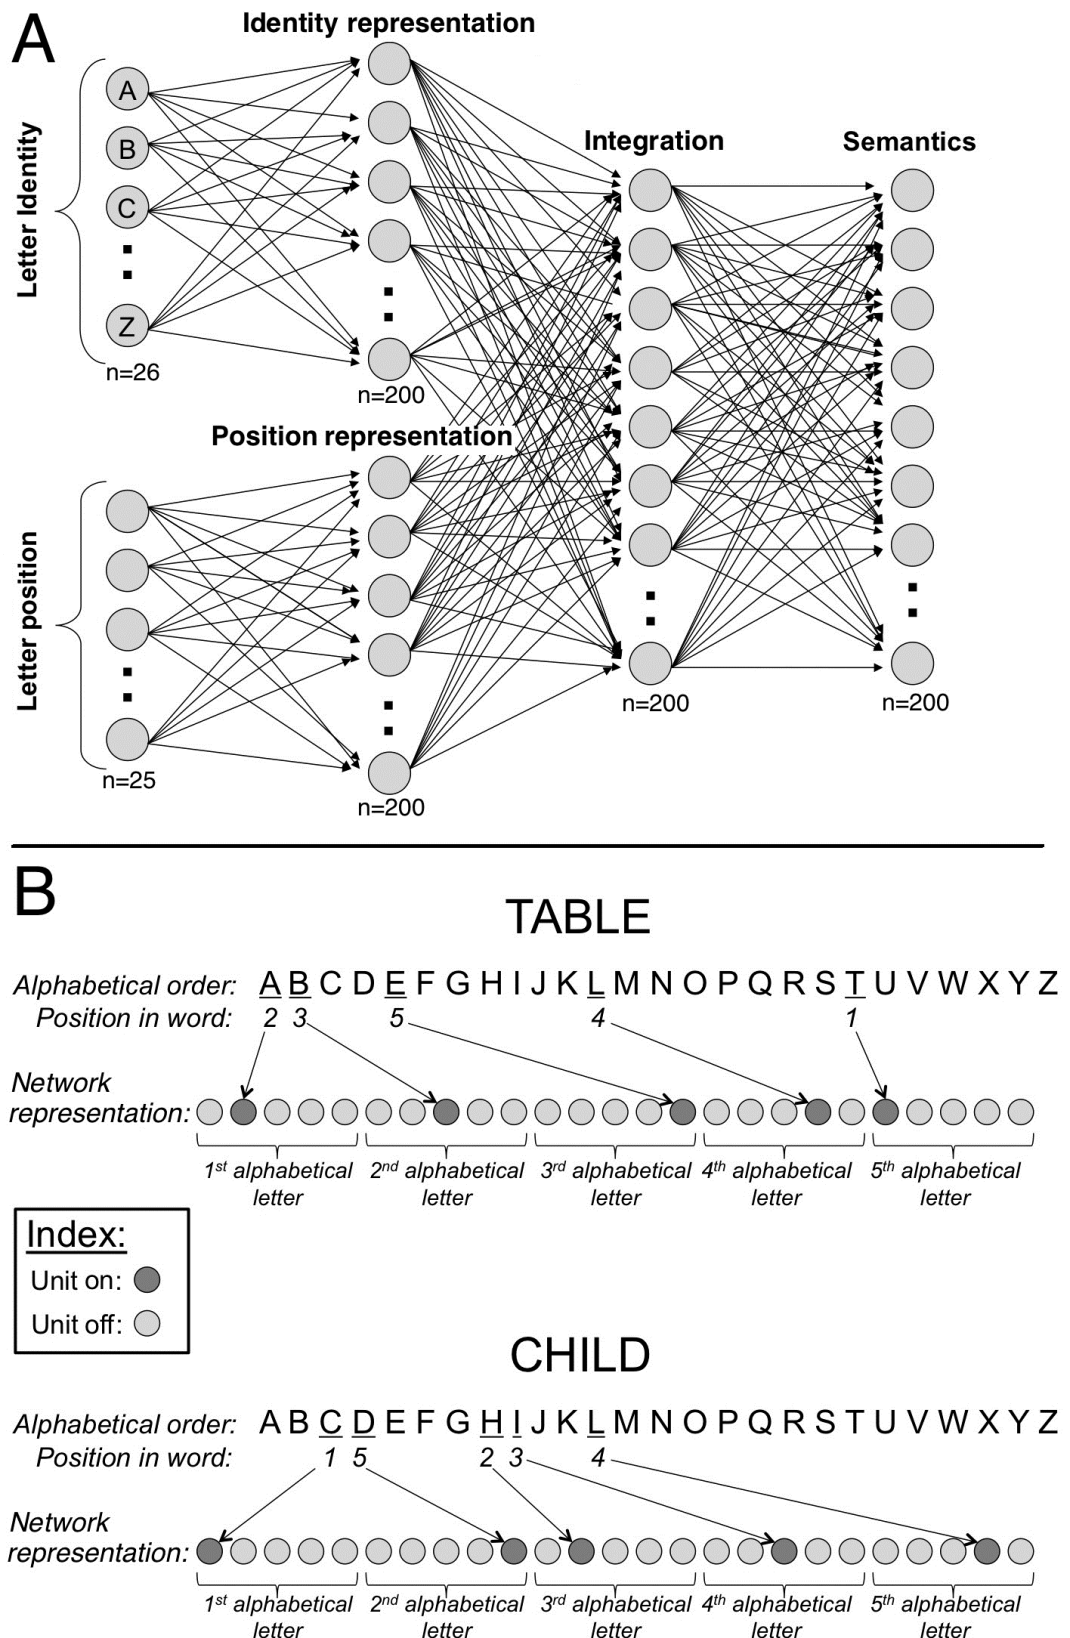 A
Identity representation
Letter Identity
A
B
C
Z
n=26
n=200
Integration
Semantics
Position representation
Letter position
n=25
n=200
n=200
n=200
B
TABLE
Alphabetical order: A B C D E F G H I J K L M N O P Q R S T U V W X Y Z
Position in word: 2 3 5 4 1
Network
representation:
1st alphabetical letter
2nd alphabetical letter
3rd alphabetical letter
4th alphabetical letter
5th alphabetical letter
Index:
Unit on:
Unit off:
CHILD
Alphabetical order: A B C D E F G H I J K L M N O P Q R S T U V W X Y Z
Position in word: 1 5 2 3 4
Network
representation:
1st alphabetical letter
2nd alphabetical letter
3rd alphabetical letter
4th alphabetical letter
5th alphabetical letter